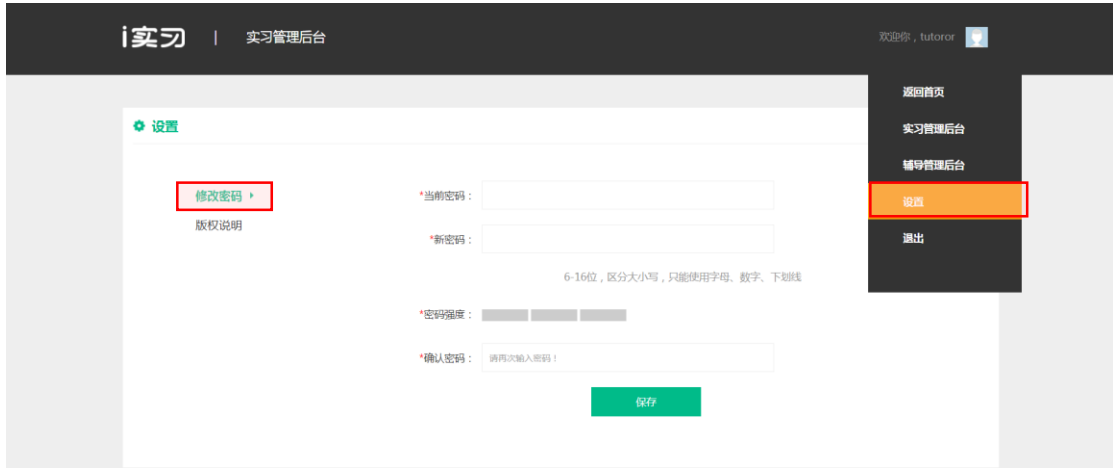 i实习 | 实习管理后台
欢迎你，tutoror
返回首页
实习管理后台
辅导管理后台
设置
退出
设置
修改密码
版权说明
*当前密码：
*新密码：
6-16位，区分大小写，只能使用字母、数字、下划线
*密码强度：
*确认密码： 请再次输入密码！
保存